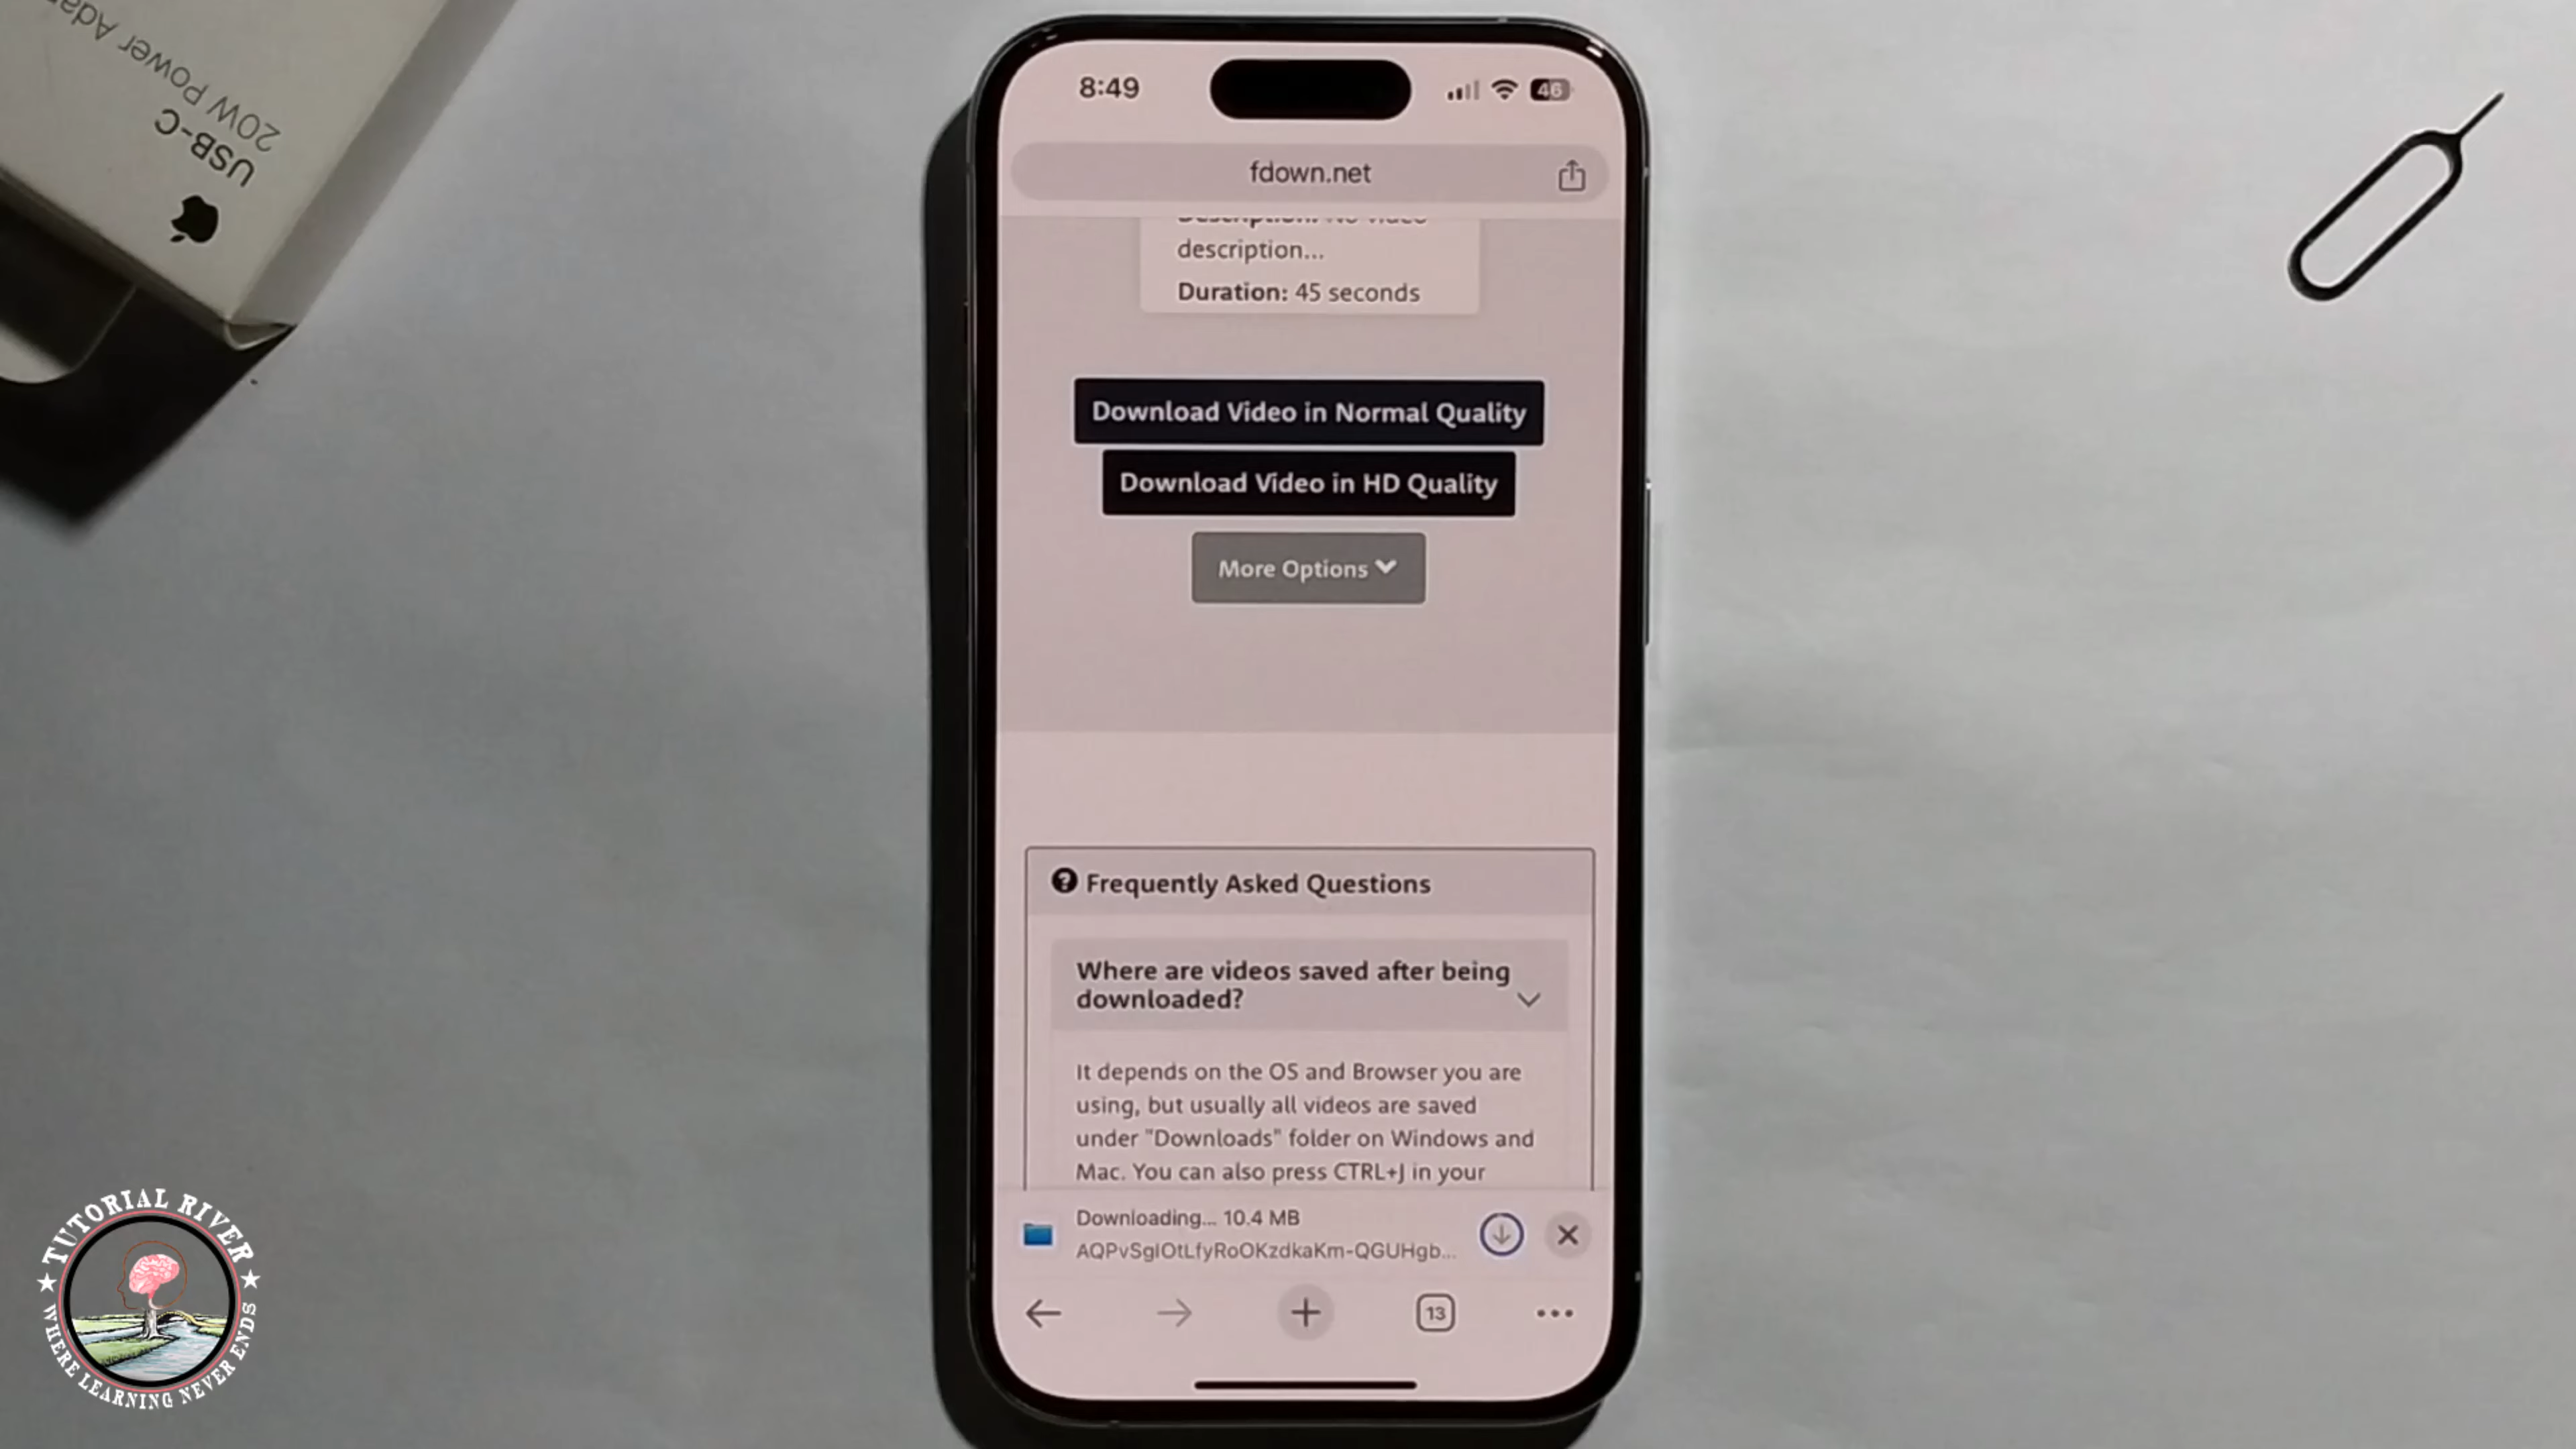 20W Power Ada
USB-C
8:49
46
fdown.net
Description: No video
description...
Duration: 45 seconds
Download Video in Normal Quality
Download Video in HD Quality
More Options
Frequently Asked Questions
Where are videos saved after being
downloaded?
It depends on the OS and Browser you are
using, but usually all videos are saved
under "Downloads" folder on Windows and
Mac. You can also press CTRL+J in your
Downloading... 10.4 MB
AQPvSgIOtLfyRoOKzdkaKm-QGUHgb...
13
TUTORIAL RIVER
WHERE LEARNING NEVER ENDS